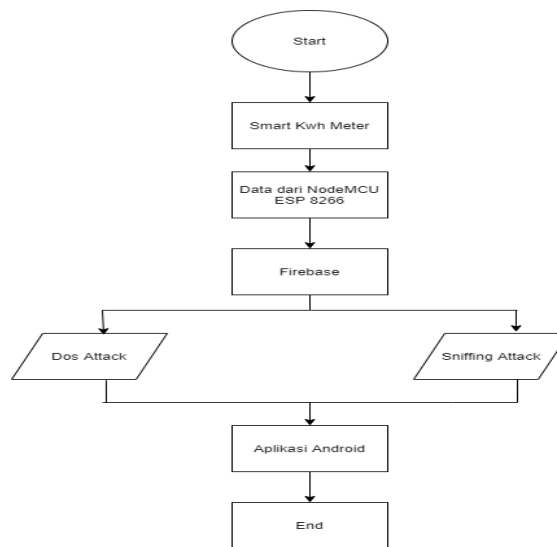 Start
Smart Kwh Meter
Data dari NodeMCU
ESP 8266
Firebase
Dos Attack
Sniffing Attack
Aplikasi Android
End